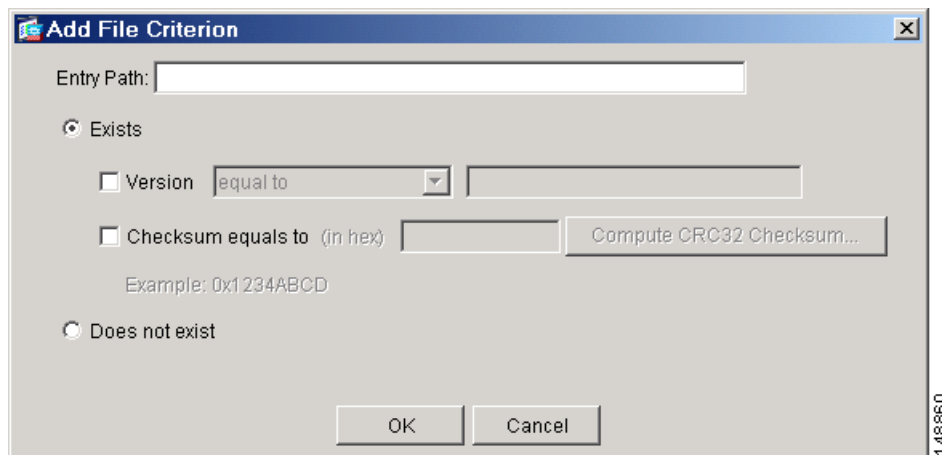 Add File Criterion
Entry Path:
Exists
Version equal to
Checksum equals to (in hex) Compute CRC32 Checksum...
Example: 0x1234ABCD
Does not exist
OK Cancel
148860